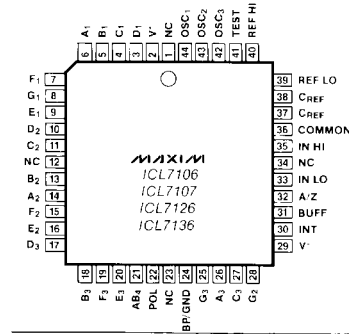 A1 B1 C1 D1 V+ NC OSC1 OSC2 OSC3 TEST REF HI
6 5 4 3 2 1 44 43 42 41 40
F1 7
G1 8
E1 9
D2 10
C2 11
NC 12
B2 13
A2 14
F2 15
E2 16
D3 17
MAXIM
ICL7106
ICL7107
ICL7126
ICL7136
39 REF LO
38 CREF
37 CREF
36 COMMON
35 IN HI
34 NC
33 IN LO
32 A/Z
31 BUFF
30 INT
29 V-
18 19 20 21 22 23 24 25 26 27 28
B3 F3 E3 AB4 POL NC BP/GND G3 A3 C3 G2